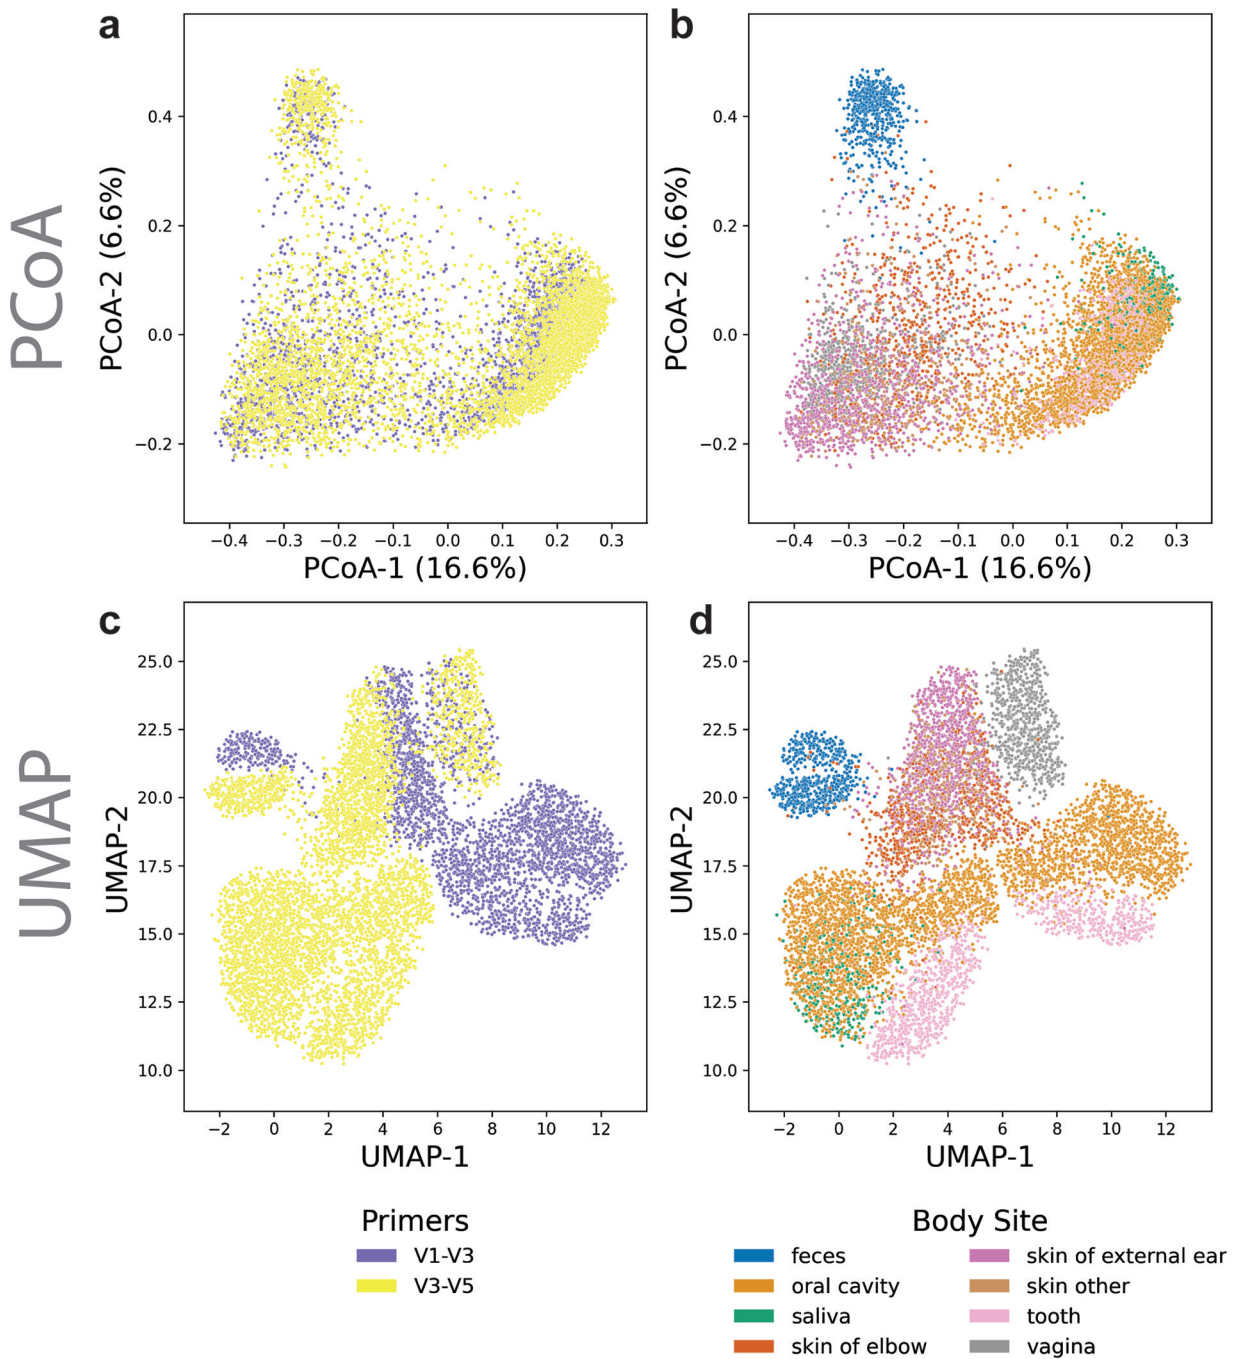 a
b
PCoA
PCoA-2 (6.6%)
0.4
0.2
0.0
−0.2
−0.4 −0.3 −0.2 −0.1 0.0 0.1 0.2 0.3
PCoA-1 (16.6%)
PCoA-2 (6.6%)
0.4
0.2
0.0
−0.2
−0.4 −0.3 −0.2 −0.1 0.0 0.1 0.2 0.3
PCoA-1 (16.6%)
c
d
UMAP
UMAP-2
25.0
22.5
20.0
17.5
15.0
12.5
10.0
−2 0 2 4 6 8 10 12
UMAP-1
UMAP-2
25.0
22.5
20.0
17.5
15.0
12.5
10.0
−2 0 2 4 6 8 10 12
UMAP-1
Primers
V1-V3
V3-V5
Body Site
feces
oral cavity
saliva
skin of elbow
skin of external ear
skin other
tooth
vagina